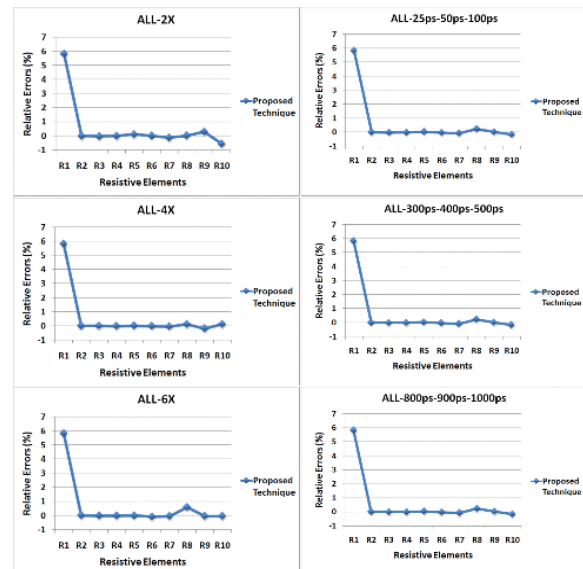 ALL-2X
Relative Errors (%)
7
6
5
4
3
2
1
0
-1
R1 R2 R3 R4 R5 R6 R7 R8 R9 R10
Resistive Elements
Proposed
Technique
ALL-25ps-50ps-100ps
Relative Errors (%)
7
6
5
4
3
2
1
0
-1
R1 R2 R3 R4 R5 R6 R7 R8 R9 R10
Resistive Elements
Proposed
Technique
ALL-4X
Relative Errors (%)
7
6
5
4
3
2
1
0
-1
R1 R2 R3 R4 R5 R6 R7 R8 R9 R10
Resistive Elements
Proposed
Technique
ALL-300ps-400ps-500ps
Relative Errors (%)
7
6
5
4
3
2
1
0
-1
R1 R2 R3 R4 R5 R6 R7 R8 R9 R10
Resistive Elements
Proposed
Technique
ALL-6X
Relative Errors (%)
7
6
5
4
3
2
1
0
-1
R1 R2 R3 R4 R5 R6 R7 R8 R9 R10
Resistive Elements
Proposed
Technique
ALL-800ps-900ps-1000ps
Relative Errors (%)
7
6
5
4
3
2
1
0
-1
R1 R2 R3 R4 R5 R6 R7 R8 R9 R10
Resistive Elements
Proposed
Technique